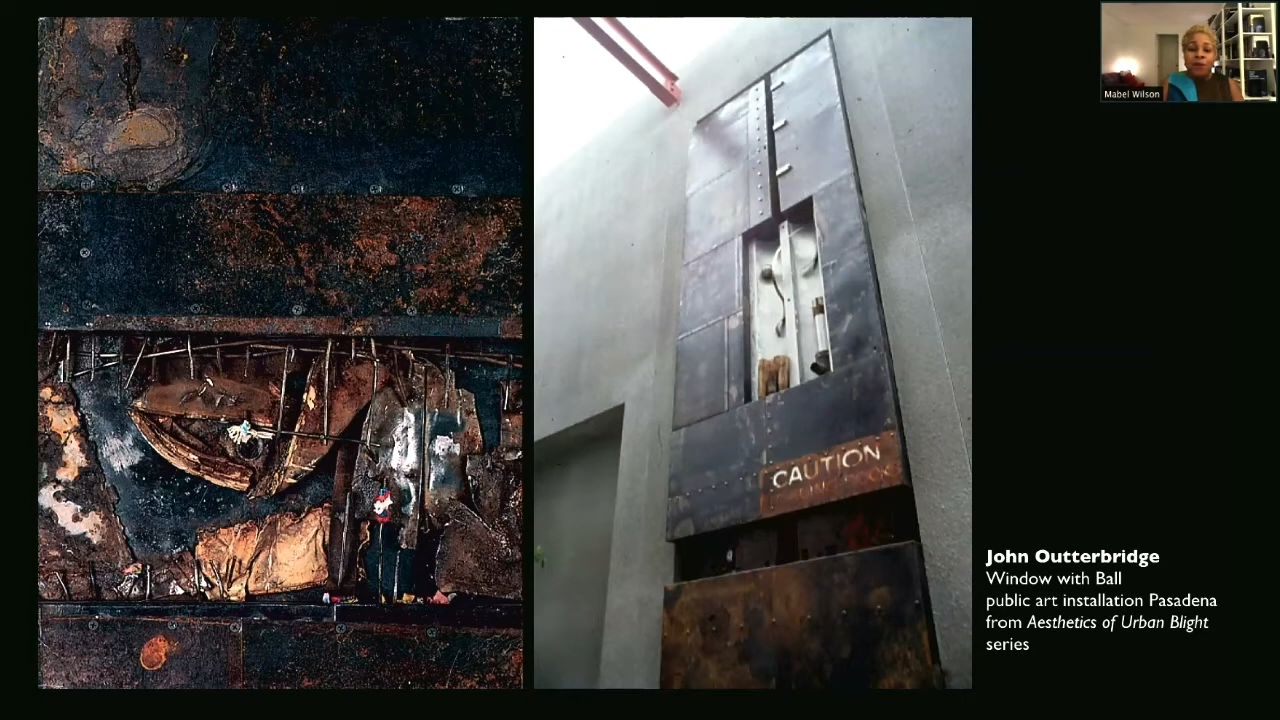 Mabel Wilson
CAUTION
John Outterbridge
Window with Ball
public art installation Pasadena
from Aesthetics of Urban Blight
series